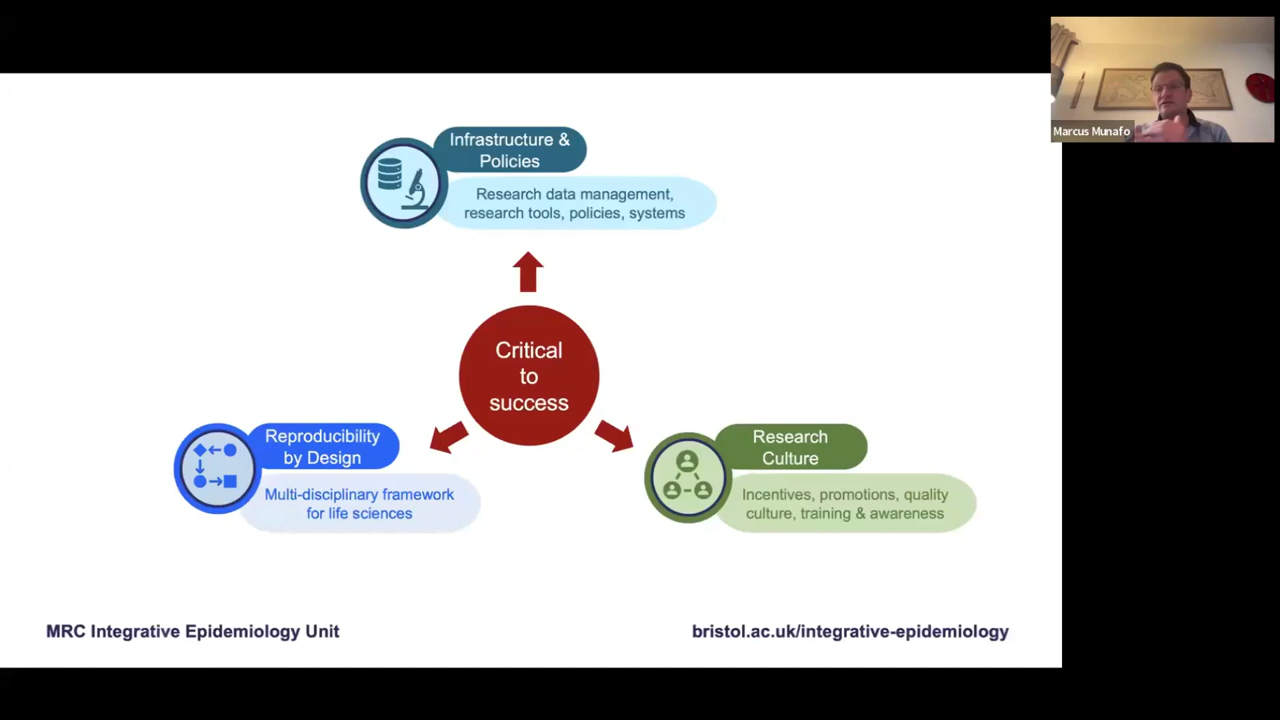 Marcus Munafo
Infrastructure &
Policies
Research data management,
research tools, policies, systems
Critical
to
success
Reproducibility
by Design
Multi-disciplinary framework
for life sciences
Research
Culture
Incentives, promotions, quality
culture, training & awareness
MRC Integrative Epidemiology Unit
bristol.ac.uk/integrative-epidemiology